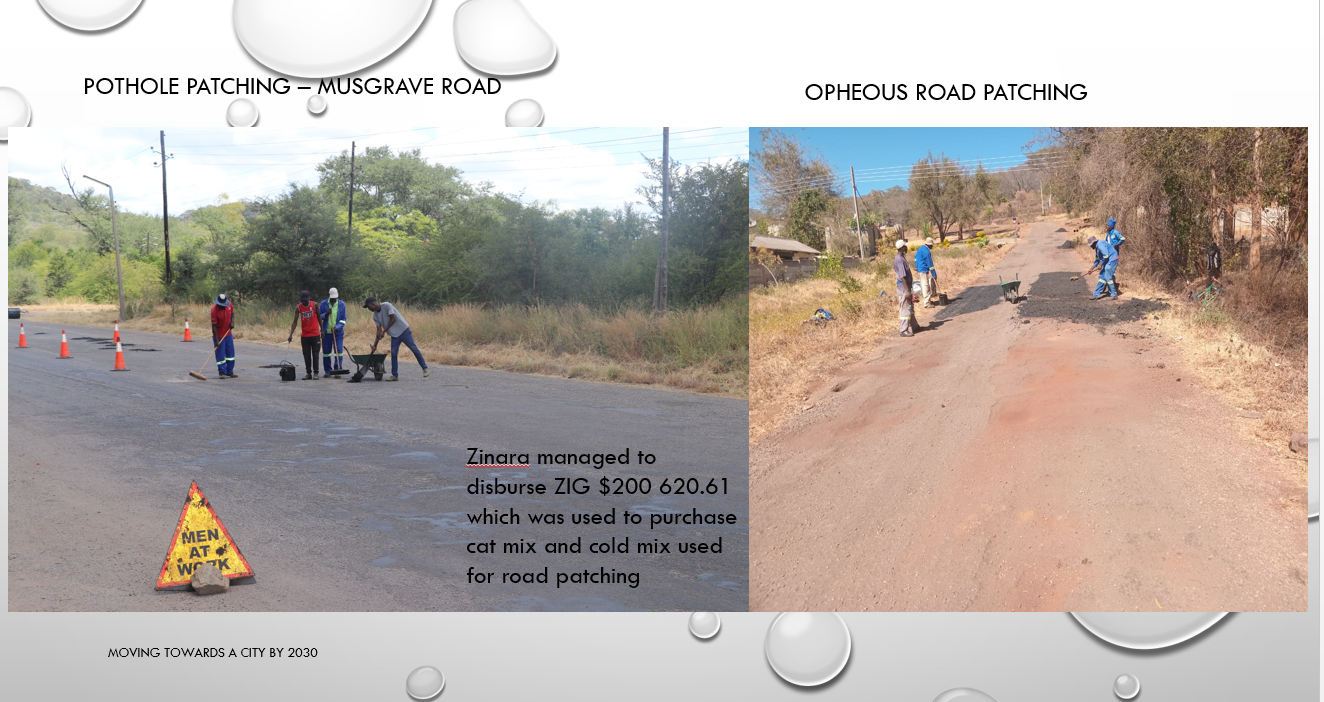 POTHOLE PATCHING – MUSGRAVE ROAD
OPHEOUS ROAD PATCHING
MEN
AT
WORK
Zinara managed to
disburse ZIG $200 620.61
which was used to purchase
cat mix and cold mix used
for road patching
MOVING TOWARDS A CITY BY 2030